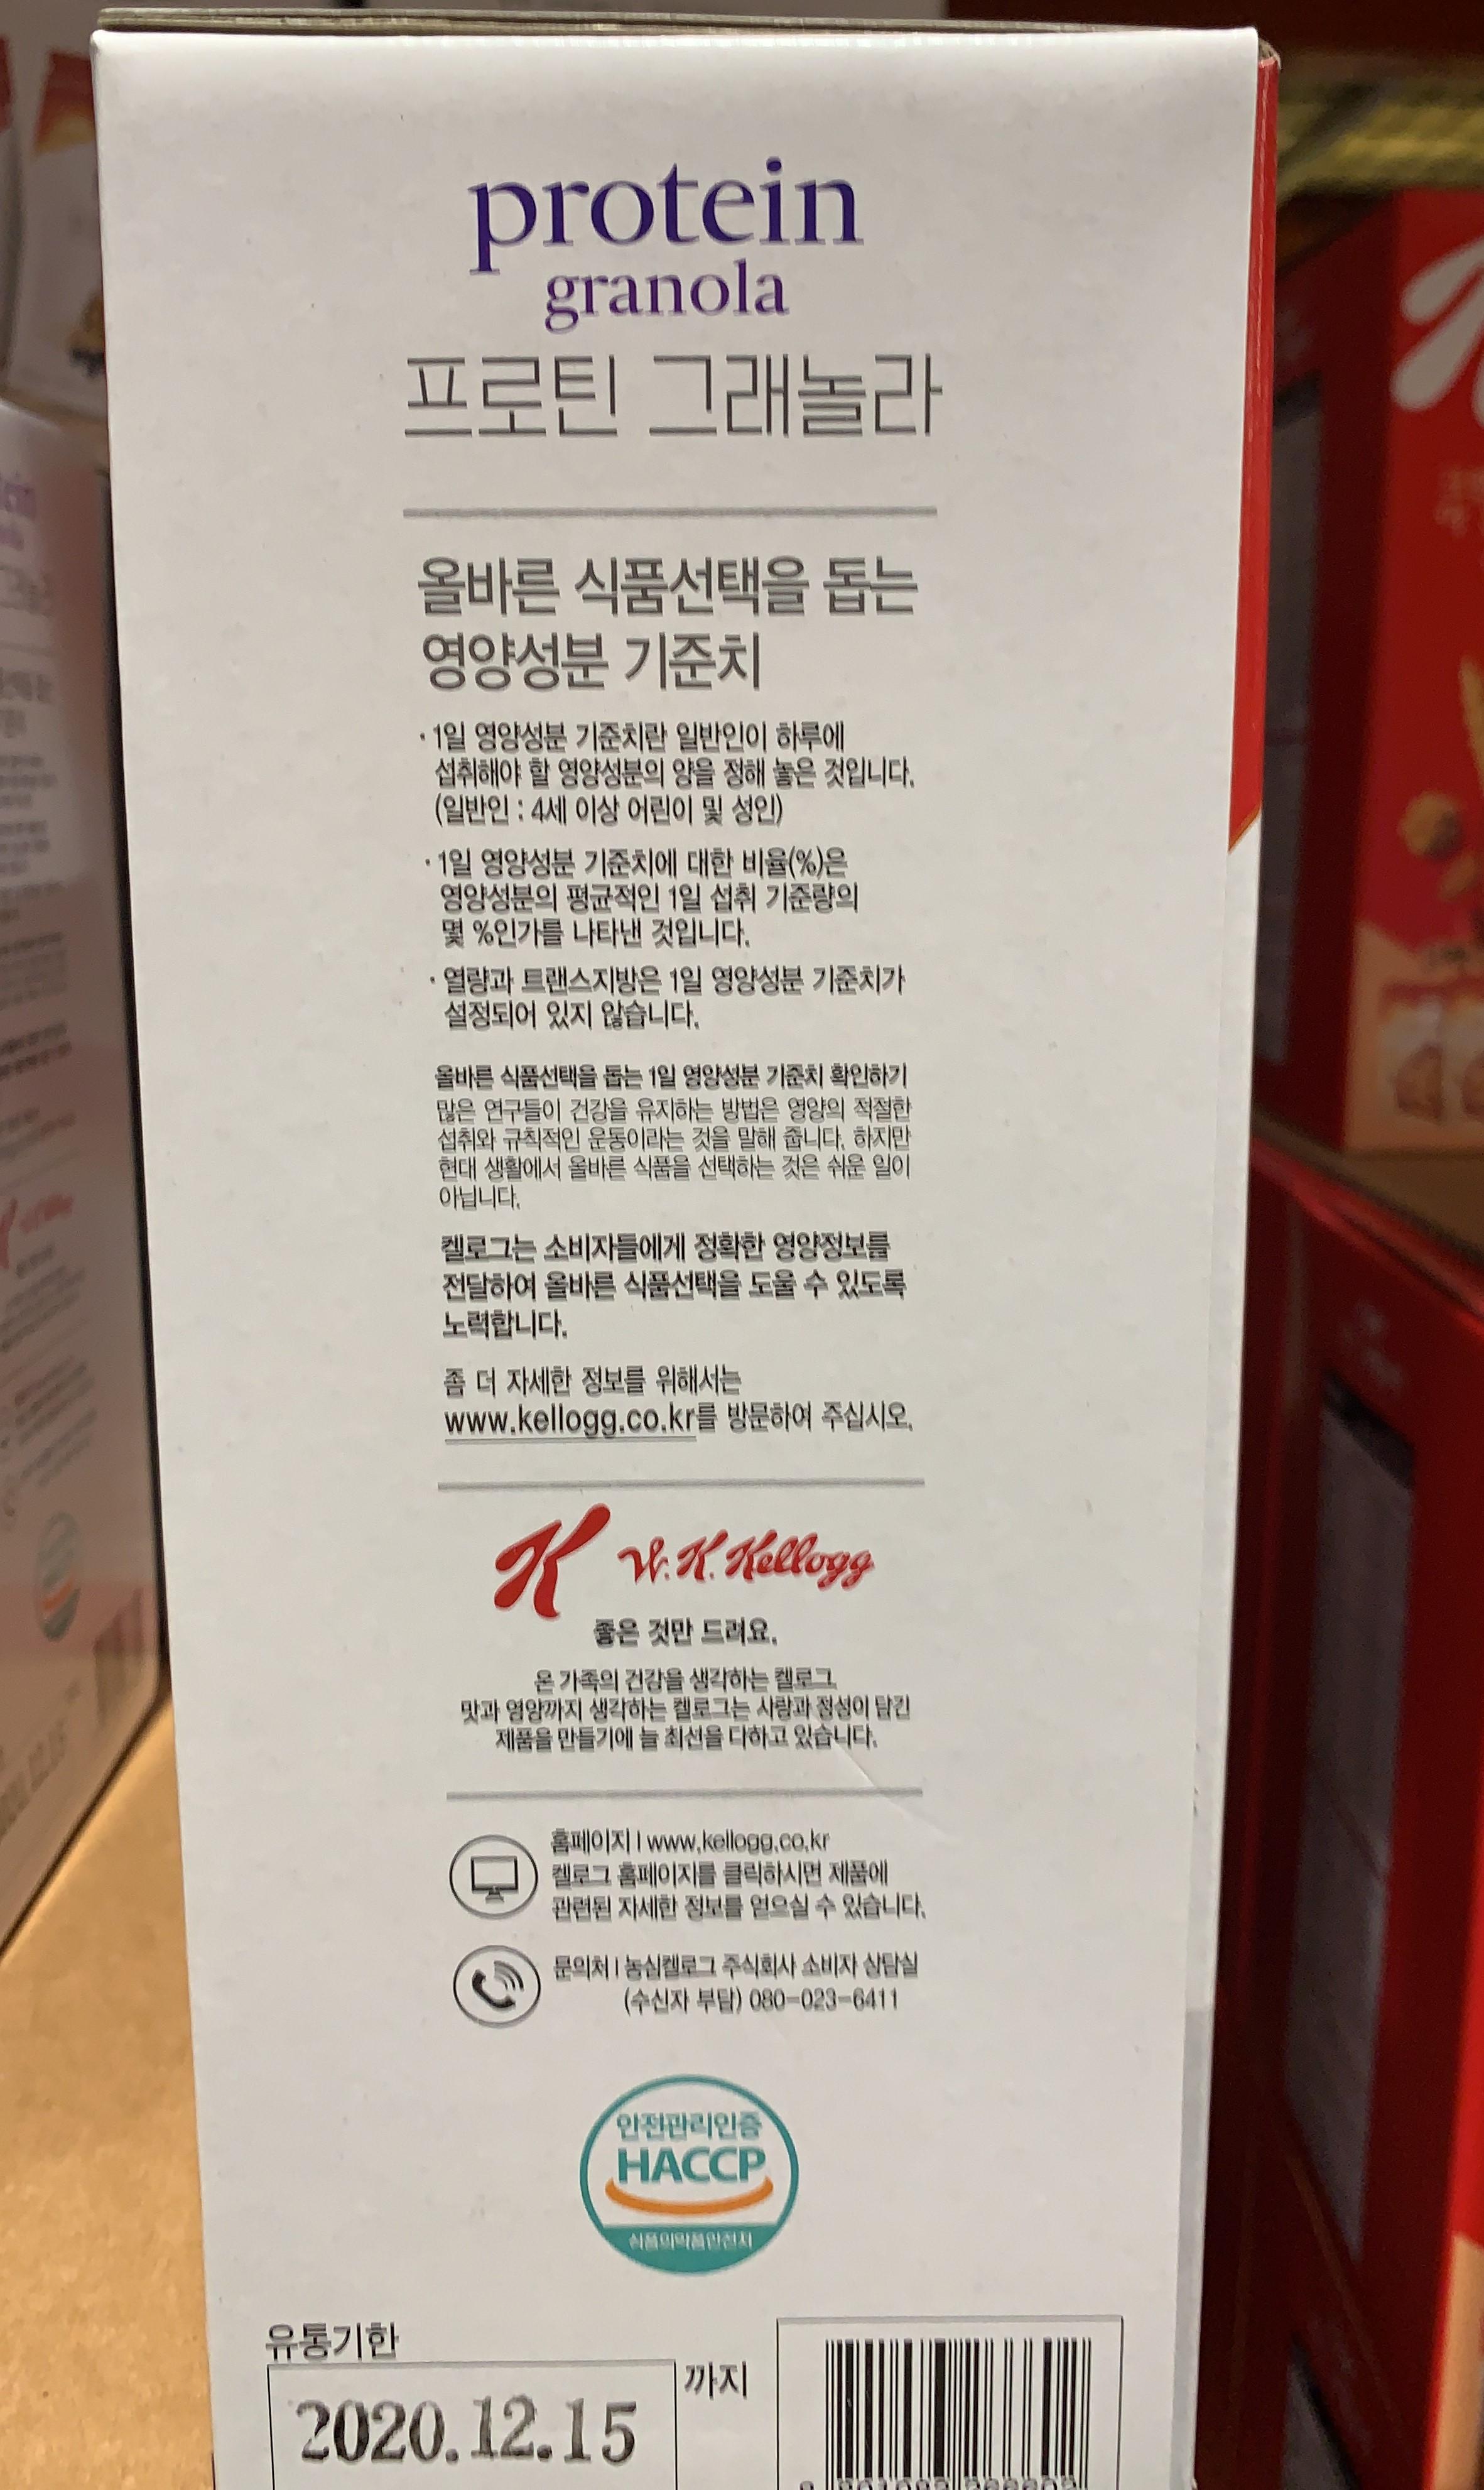 protein
granola
프로틴 그래놀라
올바른 식품선택을 돕는
영양성분 기준치
· 1일 영양성분 기준치란 일반인이 하루에
섭취해야 할 영양성분의 양을 정해 놓은 것입니다.
(일반인 : 4세 이상 어린이 및 성인)
· 1일 영양성분 기준치에 대한 비율(%)은
영양성분의 평균적인 1일 섭취 기준량의
몇 %인가를 나타낸 것입니다.
· 열량과 트랜스지방은 1일 영양성분 기준치가
설정되어 있지 않습니다.
올바른 식품선택을 돕는 1일 영양성분 기준치 확인하기
많은 연구들이 건강을 유지하는 방법은 영양의 적절한
섭취와 규칙적인 운동이라는 것을 말해 줍니다. 하지만
현대 생활에서 올바른 식품을 선택하는 것은 쉬운 일이
아닙니다.
켈로그는 소비자들에게 정확한 영양정보를
전달하여 올바른 식품선택을 도울 수 있도록
노력합니다.
좀 더 자세한 정보를 위해서는
www.kellogg.co.kr를 방문하여 주십시오.
K W.K. Kellogg
좋은 것만 드려요.
온 가족의 건강을 생각하는 켈로그
맛과 영양까지 생각하는 켈로그는 사랑과 정성이 담긴
제품을 만들기에 늘 최선을 다하고 있습니다.
홈페이지 | www.kellogg.co.kr
켈로그 홈페이지를 클릭하시면 제품에
관련된 자세한 정보를 얻으실 수 있습니다.
문의처 | 농심켈로그 주식회사 소비자 상담실
(수신자 부담) 080-023-6411
안전관리인증
HACCP
식품의약품안전처
유통기한
2020.12.15
까지